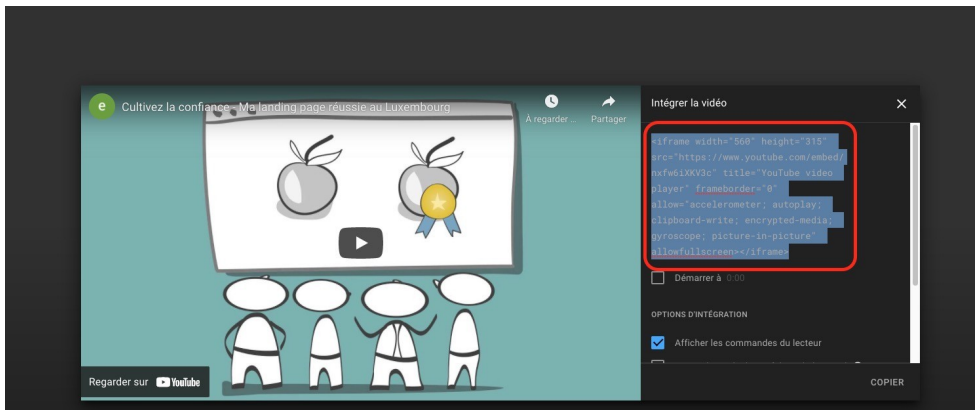 e
Cultivez la confiance - Ma landing page réussie au Luxembourg
À regarder ...
Partager
Regarder sur YouTube
Intégrer la vidéo
<iframe width="560" height="315"
src="https://www.youtube.com/embed/
nxfw6iXKV3c" title="YouTube video
player" frameborder="0"
allow="accelerometer; autoplay;
clipboard-write; encrypted-media;
gyroscope; picture-in-picture"
allowfullscreen></iframe>
Démarrer à 0:00
OPTIONS D'INTÉGRATION
Afficher les commandes du lecteur
COPIER